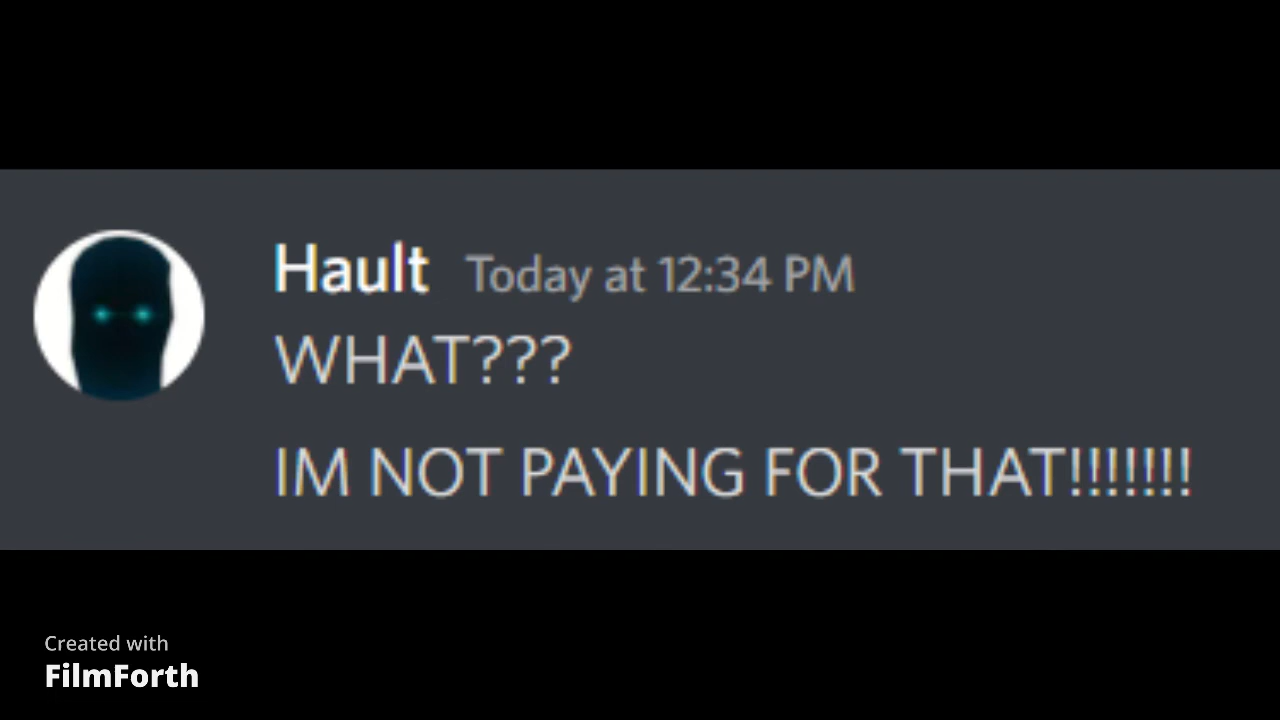 Hault Today at 12:34 PM
WHAT???
IM NOT PAYING FOR THAT!!!!!!!
Created with
FilmForth